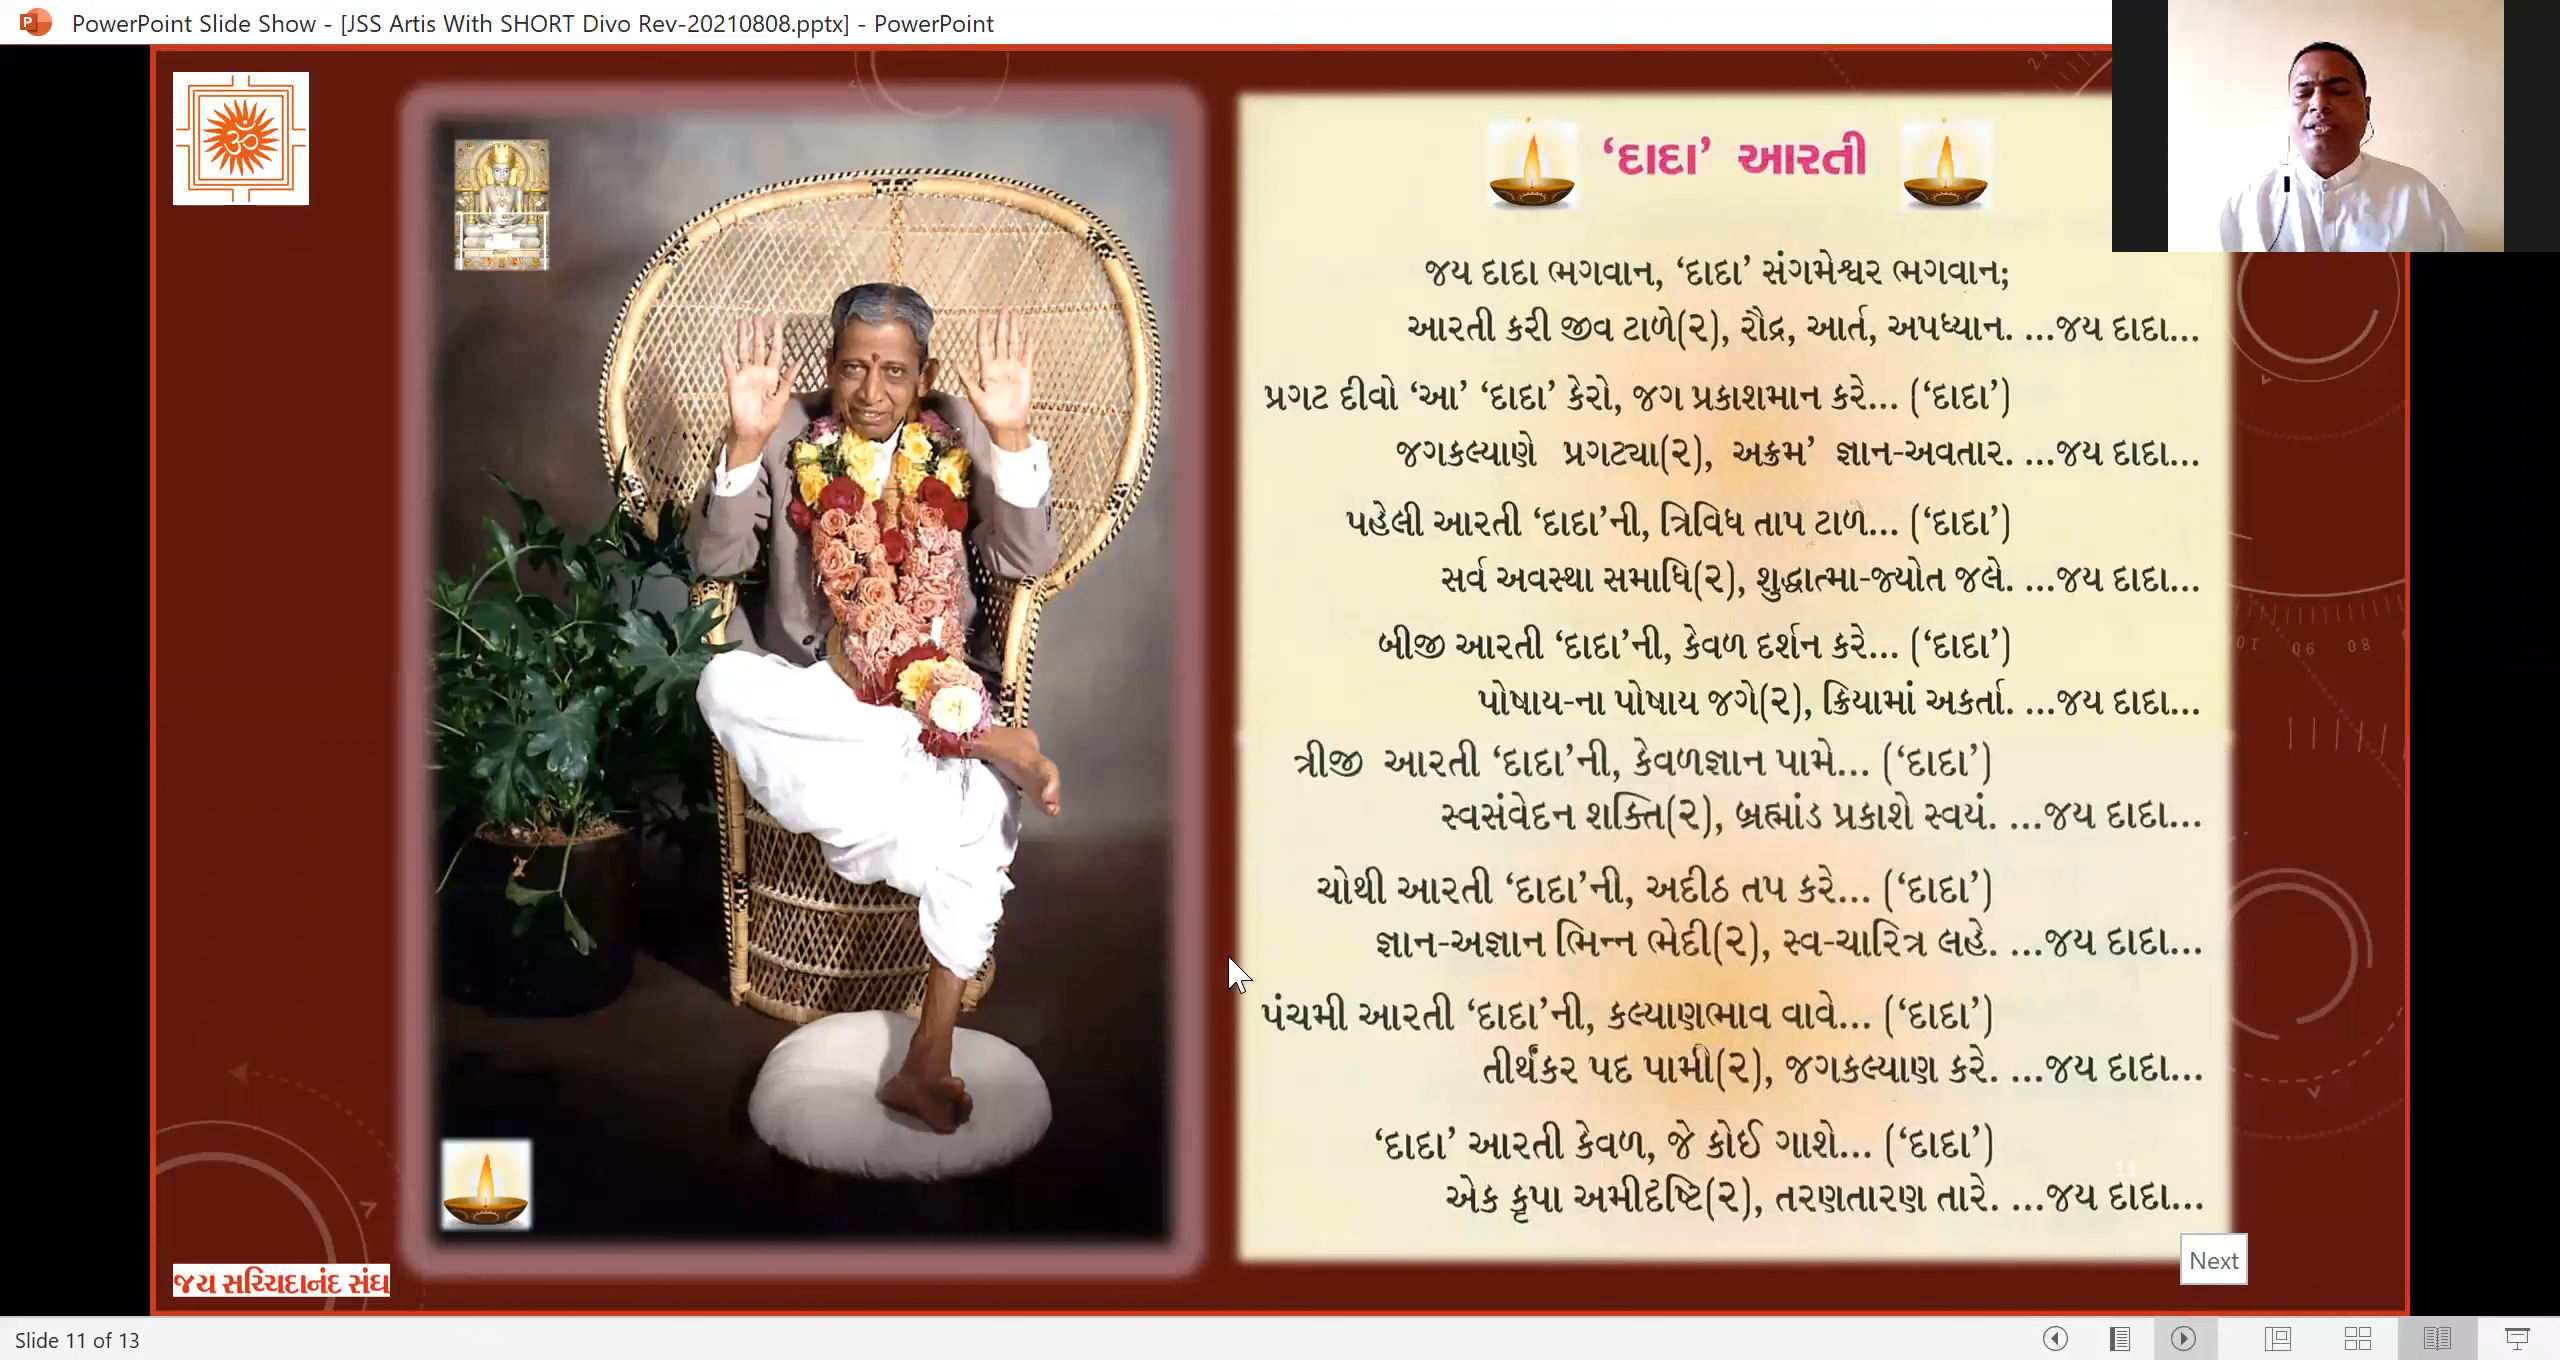 PowerPoint Slide Show - [JSS Artis With SHORT Divo Rev-20210808.pptx] - PowerPoint
‘દાદા’ આરતી
જય દાદા ભગવાન, ‘દાદા’ સંગમેશ્વર ભગવાન;
આરતી કરી જીવ ટાળે(૨), રૌદ્ર, આર્ત, અપધ્યાન. ...જય દાદા...
પ્રગટ દીવો ‘આ’ ‘દાદા’ કેરો, જગ પ્રકાશમાન કરે... (‘દાદા’)
જગકલ્યાણે પ્રગટ્યા(૨), અક્રમ’ જ્ઞાન-અવતાર. ...જય દાદા...
પહેલી આરતી ‘દાદા’ની, ત્રિવિધ તાપ ટાળે... (‘દાદા’)
સર્વ અવસ્થા સમાધિ(૨), શુદ્ધાત્મા-જ્યોત જલે. ...જય દાદા...
બીજી આરતી ‘દાદા’ની, કેવળ દર્શન કરે... (‘દાદા’)
પોષાય-ના પોષાય જગે(૨), ક્રિયામાં અકર્તા. ...જય દાદા...
ત્રીજી આરતી ‘દાદા’ની, કેવળજ્ઞાન પામે... (‘દાદા’)
સ્વસંવેદન શક્તિ(૨), બ્રહ્માંડ પ્રકાશે સ્વયં. ...જય દાદા...
ચોથી આરતી ‘દાદા’ની, અદીઠ તપ કરે... (‘દાદા’)
જ્ઞાન-અજ્ઞાન ભિન્ન ભેદી(૨), સ્વ-ચારિત્ર લહે. ...જય દાદા...
પંચમી આરતી ‘દાદા’ની, કલ્યાણભાવ વાવે... (‘દાદા’)
તીર્થંકર પદ પામી(૨), જગકલ્યાણ કરે. ...જય દાદા...
‘દાદા’ આરતી કેવળ, જે કોઈ ગાશે... (‘દાદા’)
11
એક કૃપા અમીદૃષ્ટિ(૨), તરણતારણ તારે. ...જય દાદા...
Next
જય સચ્ચિદાનંદ સંઘ
Slide 11 of 13